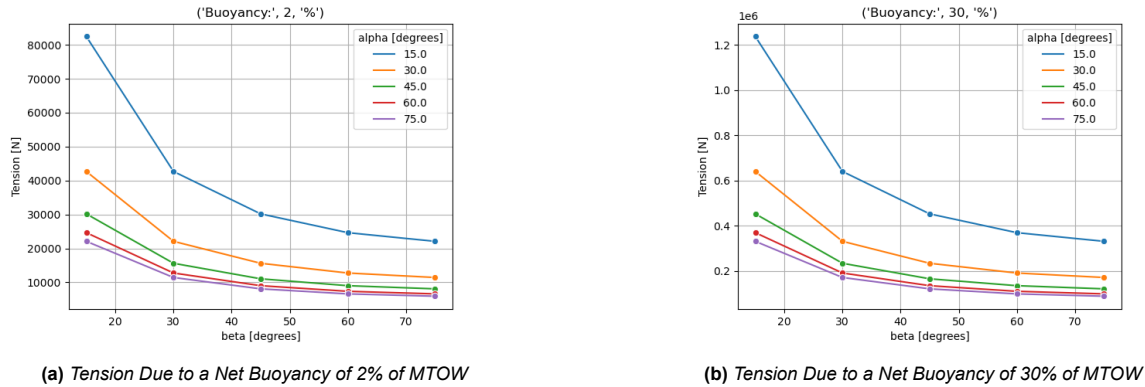 ('Buoyancy:', 2, '%')
alpha [degrees]
15.0
30.0
45.0
60.0
75.0
80000
70000
60000
50000
40000
30000
20000
10000
Tension [N]
20 30 40 50 60 70
beta [degrees]
(a) Tension Due to a Net Buoyancy of 2% of MTOW
('Buoyancy:', 30, '%')
1e6
alpha [degrees]
15.0
30.0
45.0
60.0
75.0
1.2
1.0
0.8
0.6
0.4
0.2
Tension [N]
20 30 40 50 60 70
beta [degrees]
(b) Tension Due to a Net Buoyancy of 30% of MTOW